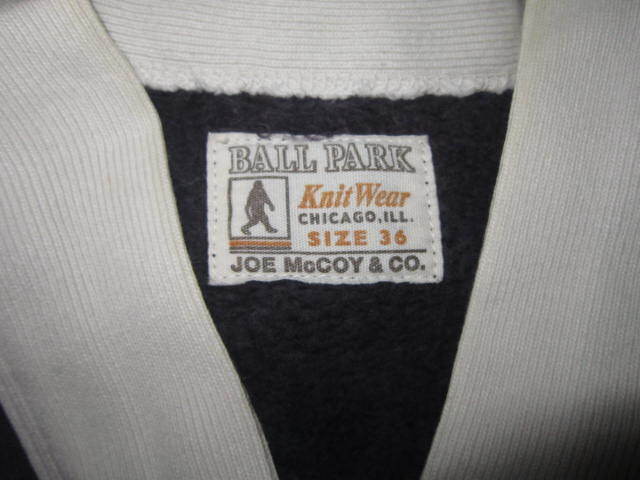 BALL PARK
Knit Wear
CHICAGO, ILL.
SIZE 36
JOE McCOY & CO.